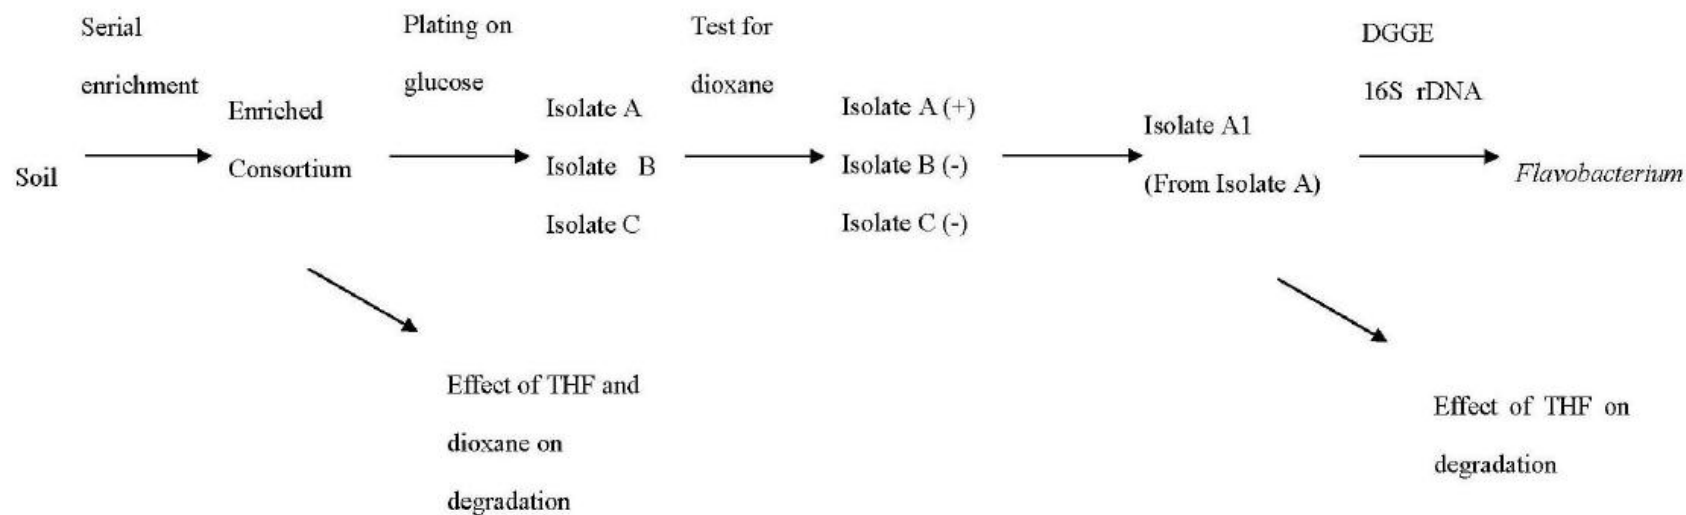 Serial
enrichment
Plating on
glucose
Test for
dioxane
DGGE
16S rDNA
Soil
Enriched
Consortium
Isolate A
Isolate B
Isolate C
Isolate A (+)
Isolate B (-)
Isolate C (-)
Isolate A1
(From Isolate A)
Flavobacterium
Effect of THF and
dioxane on
degradation
Effect of THF on
degradation